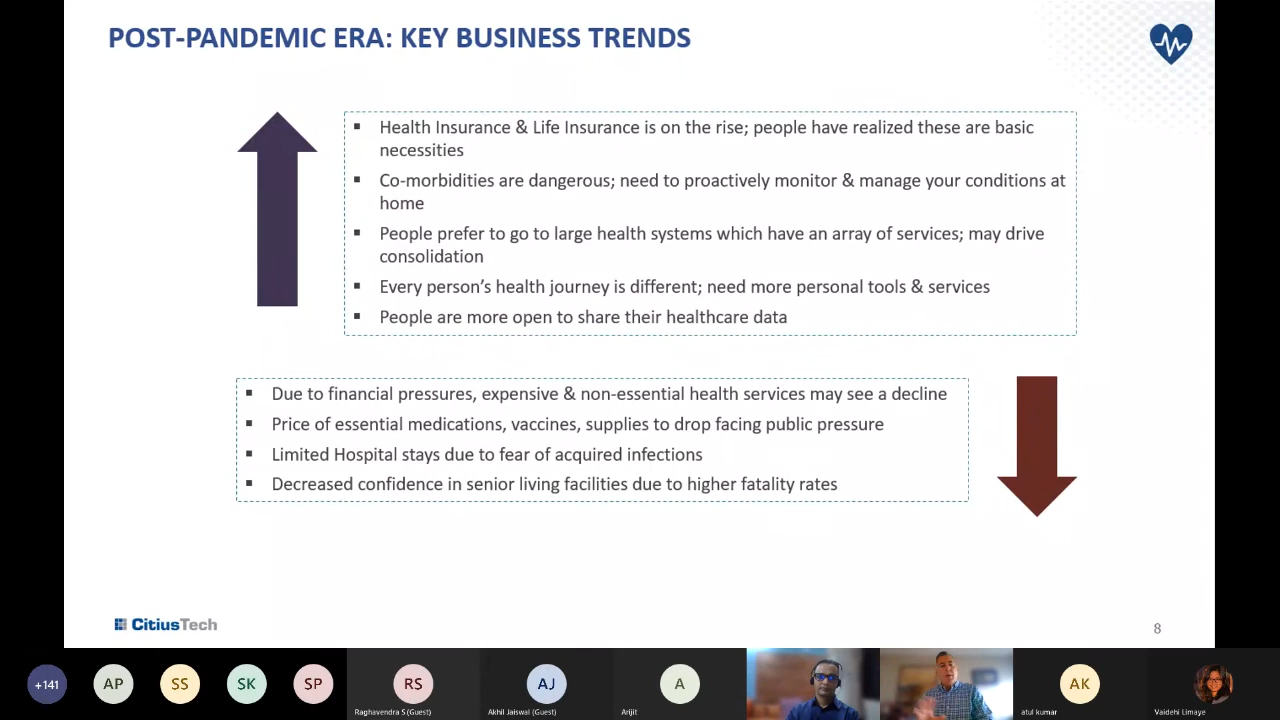 POST-PANDEMIC ERA: KEY BUSINESS TRENDS
▪ Health Insurance & Life Insurance is on the rise; people have realized these are basic
necessities
▪ Co-morbidities are dangerous; need to proactively monitor & manage your conditions at
home
▪ People prefer to go to large health systems which have an array of services; may drive
consolidation
▪ Every person's health journey is different; need more personal tools & services
▪ People are more open to share their healthcare data
▪ Due to financial pressures, expensive & non-essential health services may see a decline
▪ Price of essential medications, vaccines, supplies to drop facing public pressure
▪ Limited Hospital stays due to fear of acquired infections
▪ Decreased confidence in senior living facilities due to higher fatality rates
CitiusTech
8
+141
AP
SS
SK
SP
RS
Raghavendra S (Guest)
AJ
Akhil Jaiswal (Guest)
A
Arijit
AK
atul kumar
Vaidehi Limaye